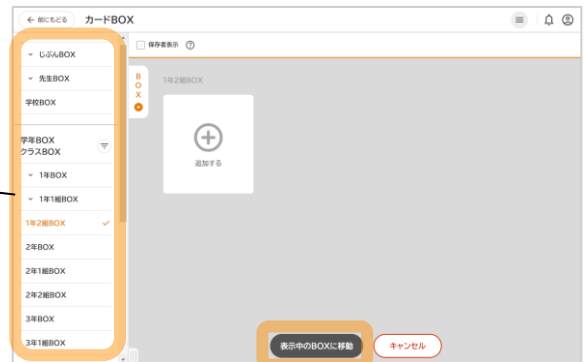 ← 前にもどる
カードBOX
保存者表示 ?
じぶんBOX
先生BOX
学校BOX
学年BOX
クラスBOX
1年BOX
1年1組BOX
1年2組BOX
2年BOX
2年1組BOX
2年2組BOX
3年BOX
3年1組BOX
BOX
1年2組BOX
追加する
表示中のBOXに移動
キャンセル